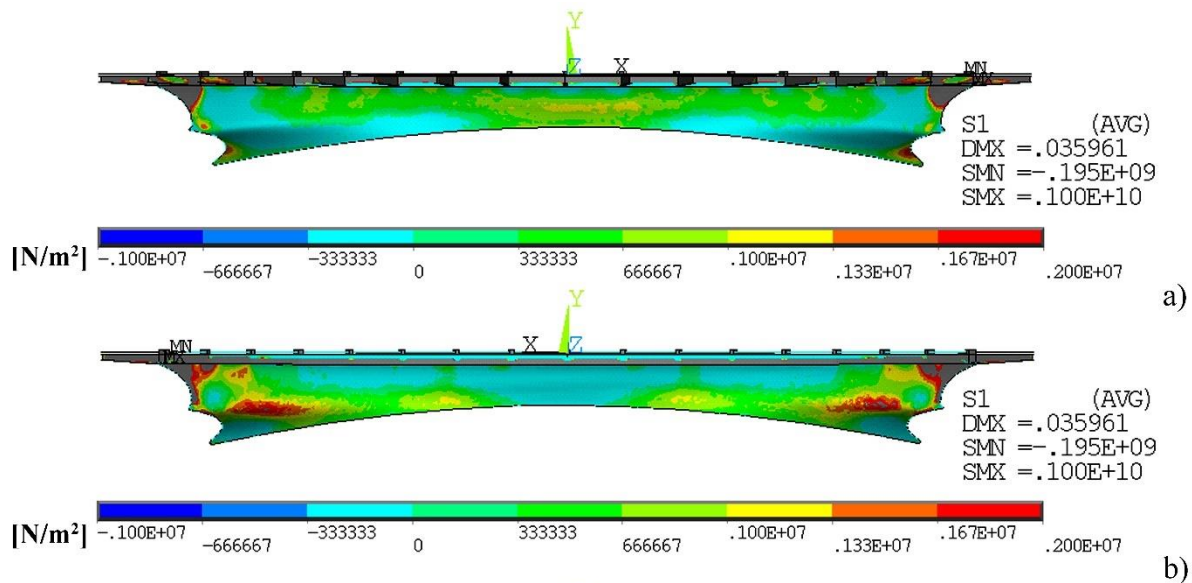 Y
Z X
MN
MX
S1 (AVG)
DMX =.035961
SMN =-.195E+09
SMX =.100E+10
[N/m²]
-.100E+07 -666667 -333333 0 333333 666667 .100E+07 .133E+07 .167E+07 .200E+07
a)
Y
X Z
MN
MX
S1 (AVG)
DMX =.035961
SMN =-.195E+09
SMX =.100E+10
[N/m²]
-.100E+07 -666667 -333333 0 333333 666667 .100E+07 .133E+07 .167E+07 .200E+07
b)